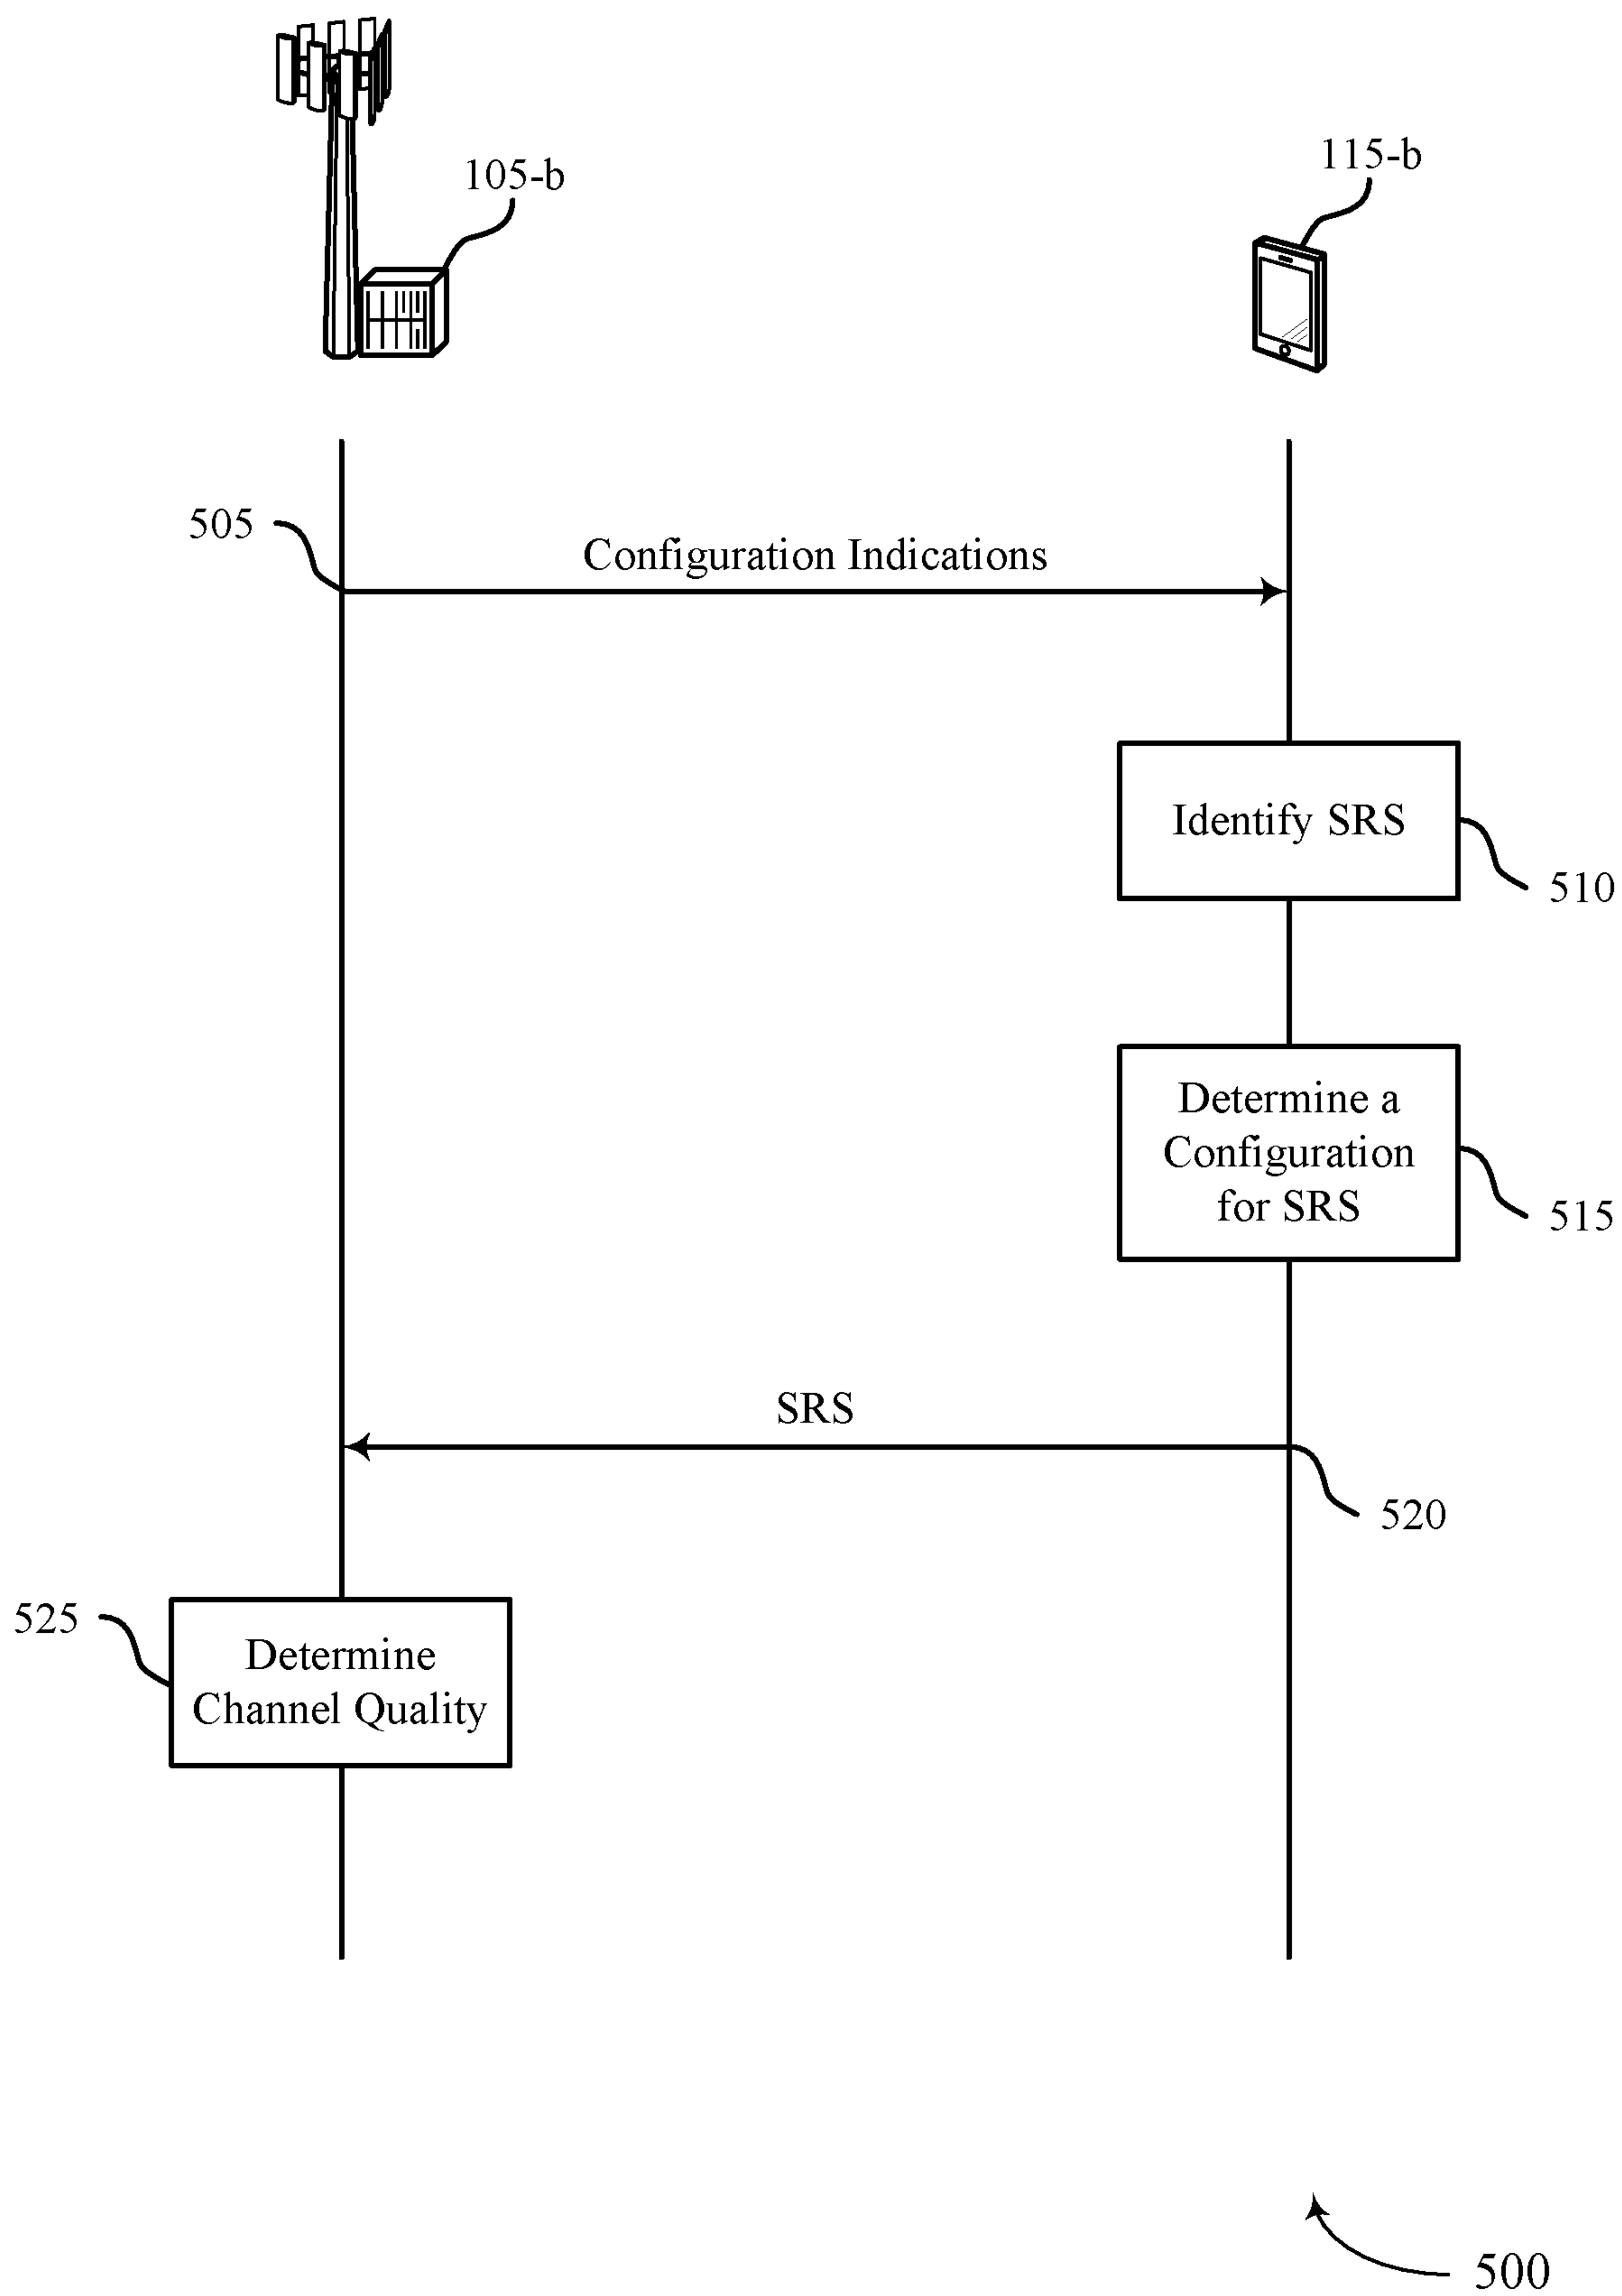 105-b
115-b
505
Configuration Indications
Identify SRS
510
Determine a
Configuration
for SRS
515
SRS
520
525
Determine
Channel Quality
500